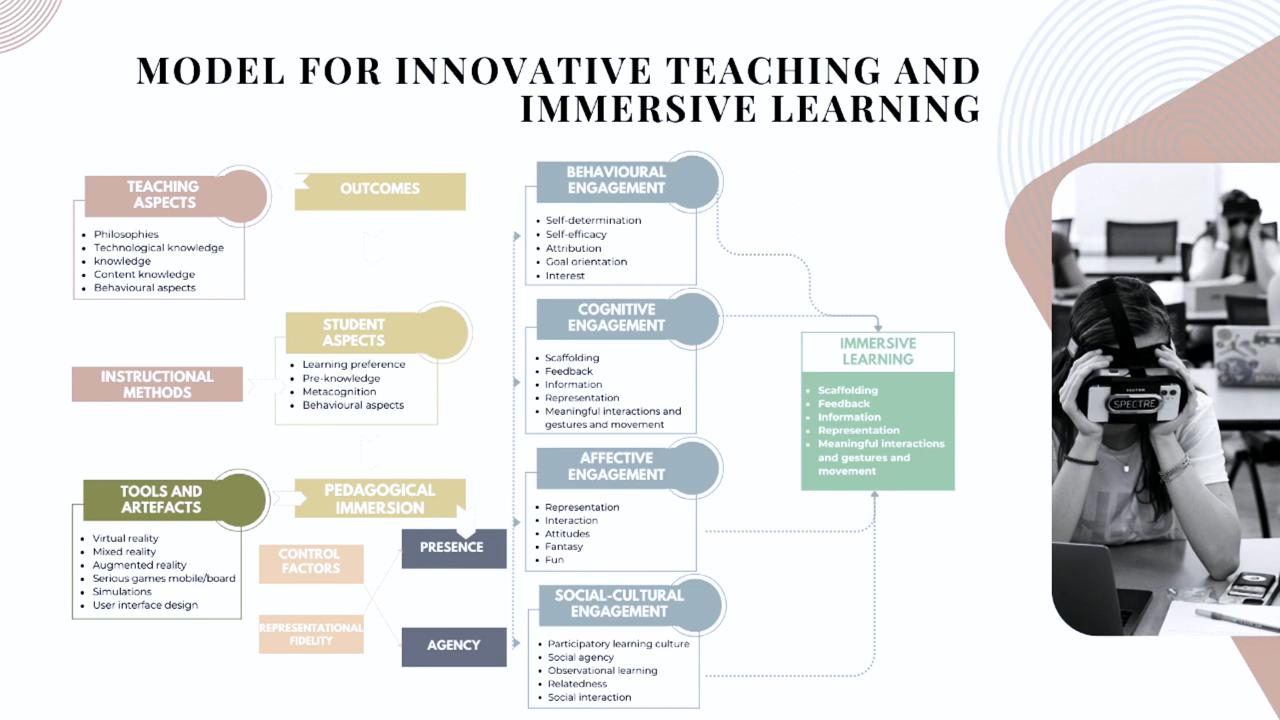 MODEL FOR INNOVATIVE TEACHING AND
IMMERSIVE LEARNING
TEACHING
ASPECTS
Philosophies
Technological knowledge
knowledge
Content knowledge
Behavioural aspects
OUTCOMES
INSTRUCTIONAL
METHODS
STUDENT
ASPECTS
Learning preference
Pre-knowledge
Metacognition
Behavioural aspects
TOOLS AND
ARTEFACTS
Virtual reality
Mixed reality
Augmented reality
Serious games mobile/board
Simulations
User interface design
PEDAGOGICAL
IMMERSION
CONTROL
FACTORS
REPRESENTATIONAL
FIDELITY
PRESENCE
AGENCY
BEHAVIOURAL
ENGAGEMENT
Self-determination
Self-efficacy
Attribution
Goal orientation
Interest
COGNITIVE
ENGAGEMENT
Scaffolding
Feedback
Information
Representation
Meaningful interactions and
gestures and movement
AFFECTIVE
ENGAGEMENT
Representation
Interaction
Attitudes
Fantasy
Fun
SOCIAL-CULTURAL
ENGAGEMENT
Participatory learning culture
Social agency
Observational learning
Relatedness
Social interaction
IMMERSIVE
LEARNING
Scaffolding
Feedback
Information
Representation
Meaningful interactions
and gestures and
movement
SPECTRE